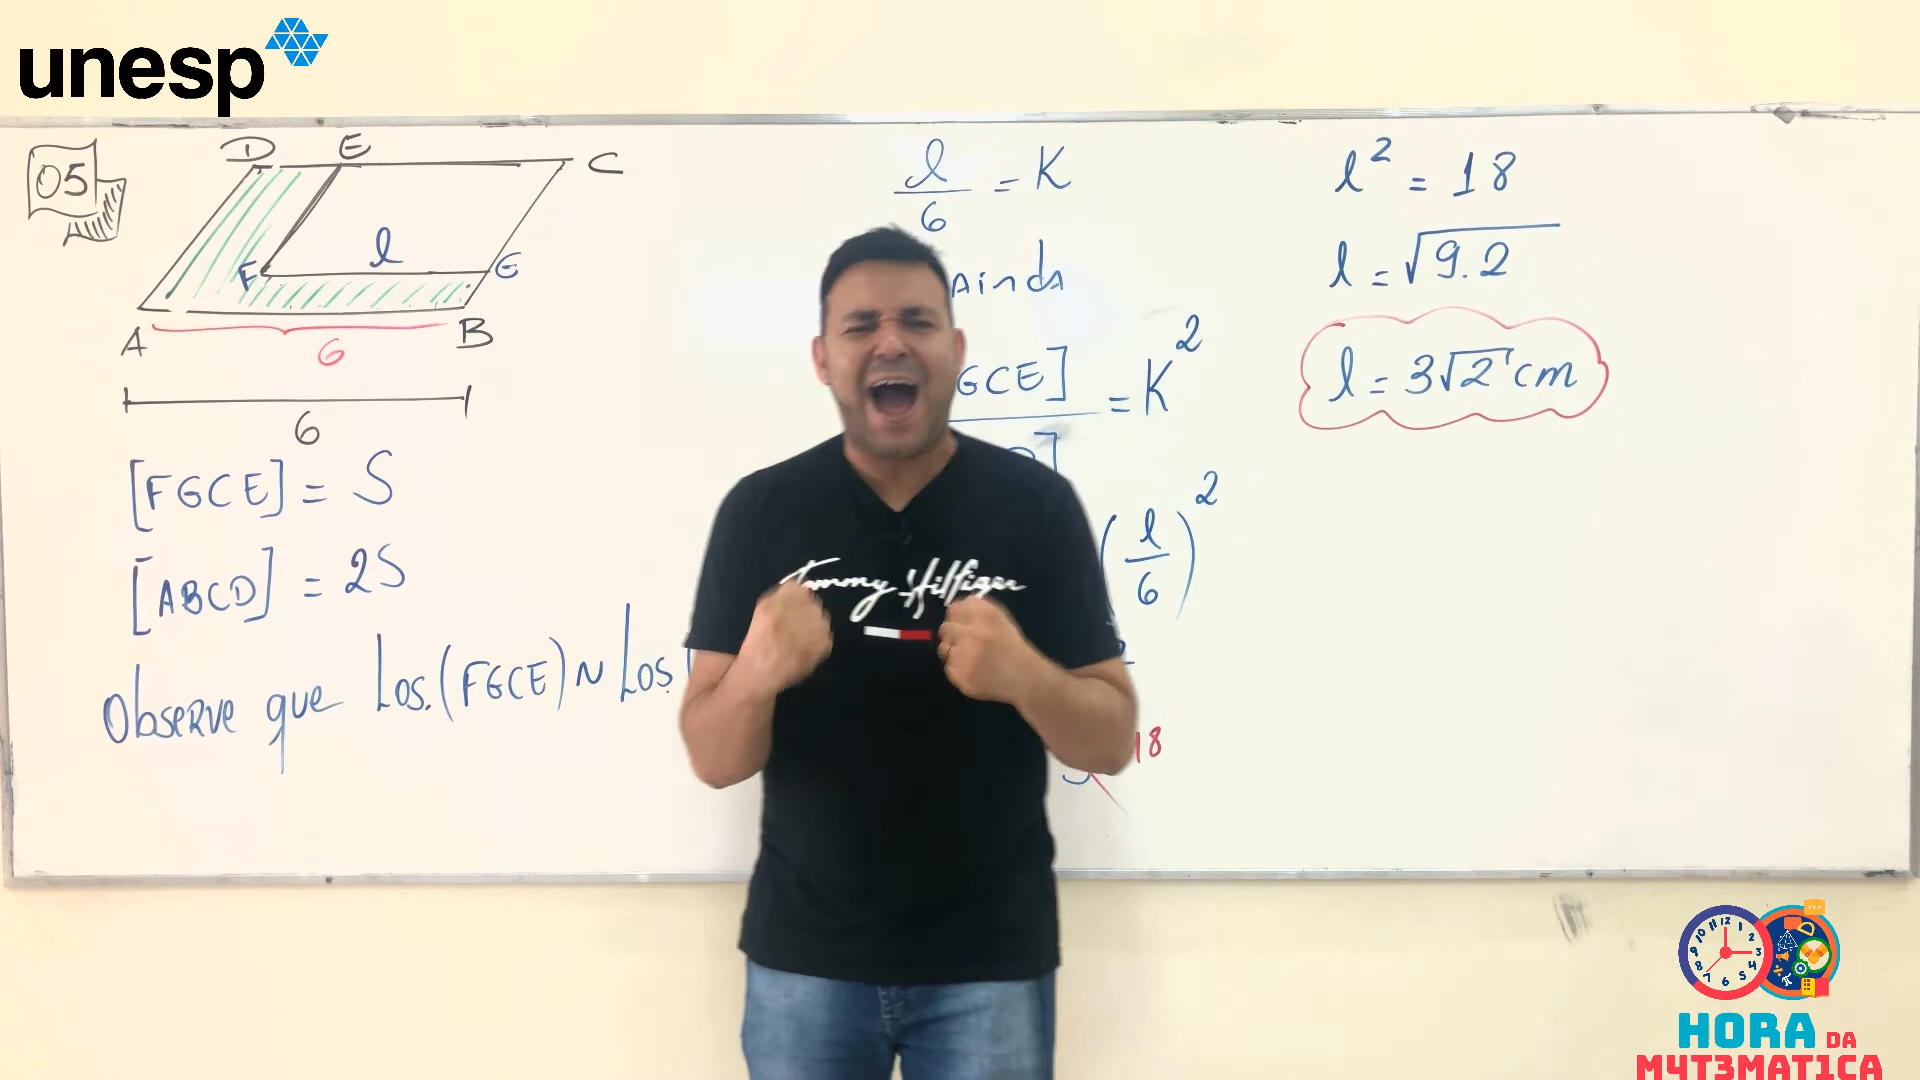 unesp
05
D E C
l
F G
A 6 B
6
[FGCE] = S
[ABCD] = 2S
Observe que Los.(FGCE) ~ Los.(
l/6 = K
Ainda
GCE] = K²
D]
(l/6)²
18
l² = 18
l = √9.2
l = 3√2 cm
Tommy Hilfiger
HORA DA
M4T3MAT1CA